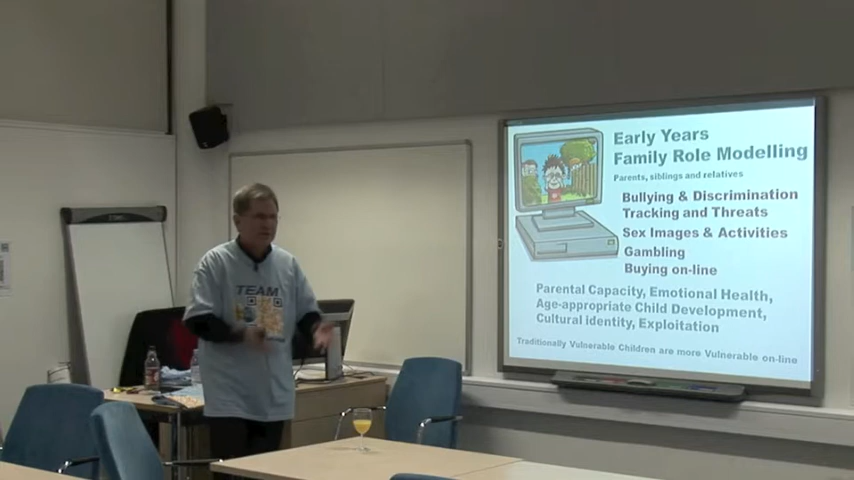 Early Years
Family Role Modelling
Parents, siblings and relatives
Bullying & Discrimination
Tracking and Threats
Sex Images & Activities
Gambling
Buying on-line
Parental Capacity, Emotional Health,
Age-appropriate Child Development,
Cultural Identity, Exploitation
Traditionally Vulnerable Children are more Vulnerable on-line
TEAM